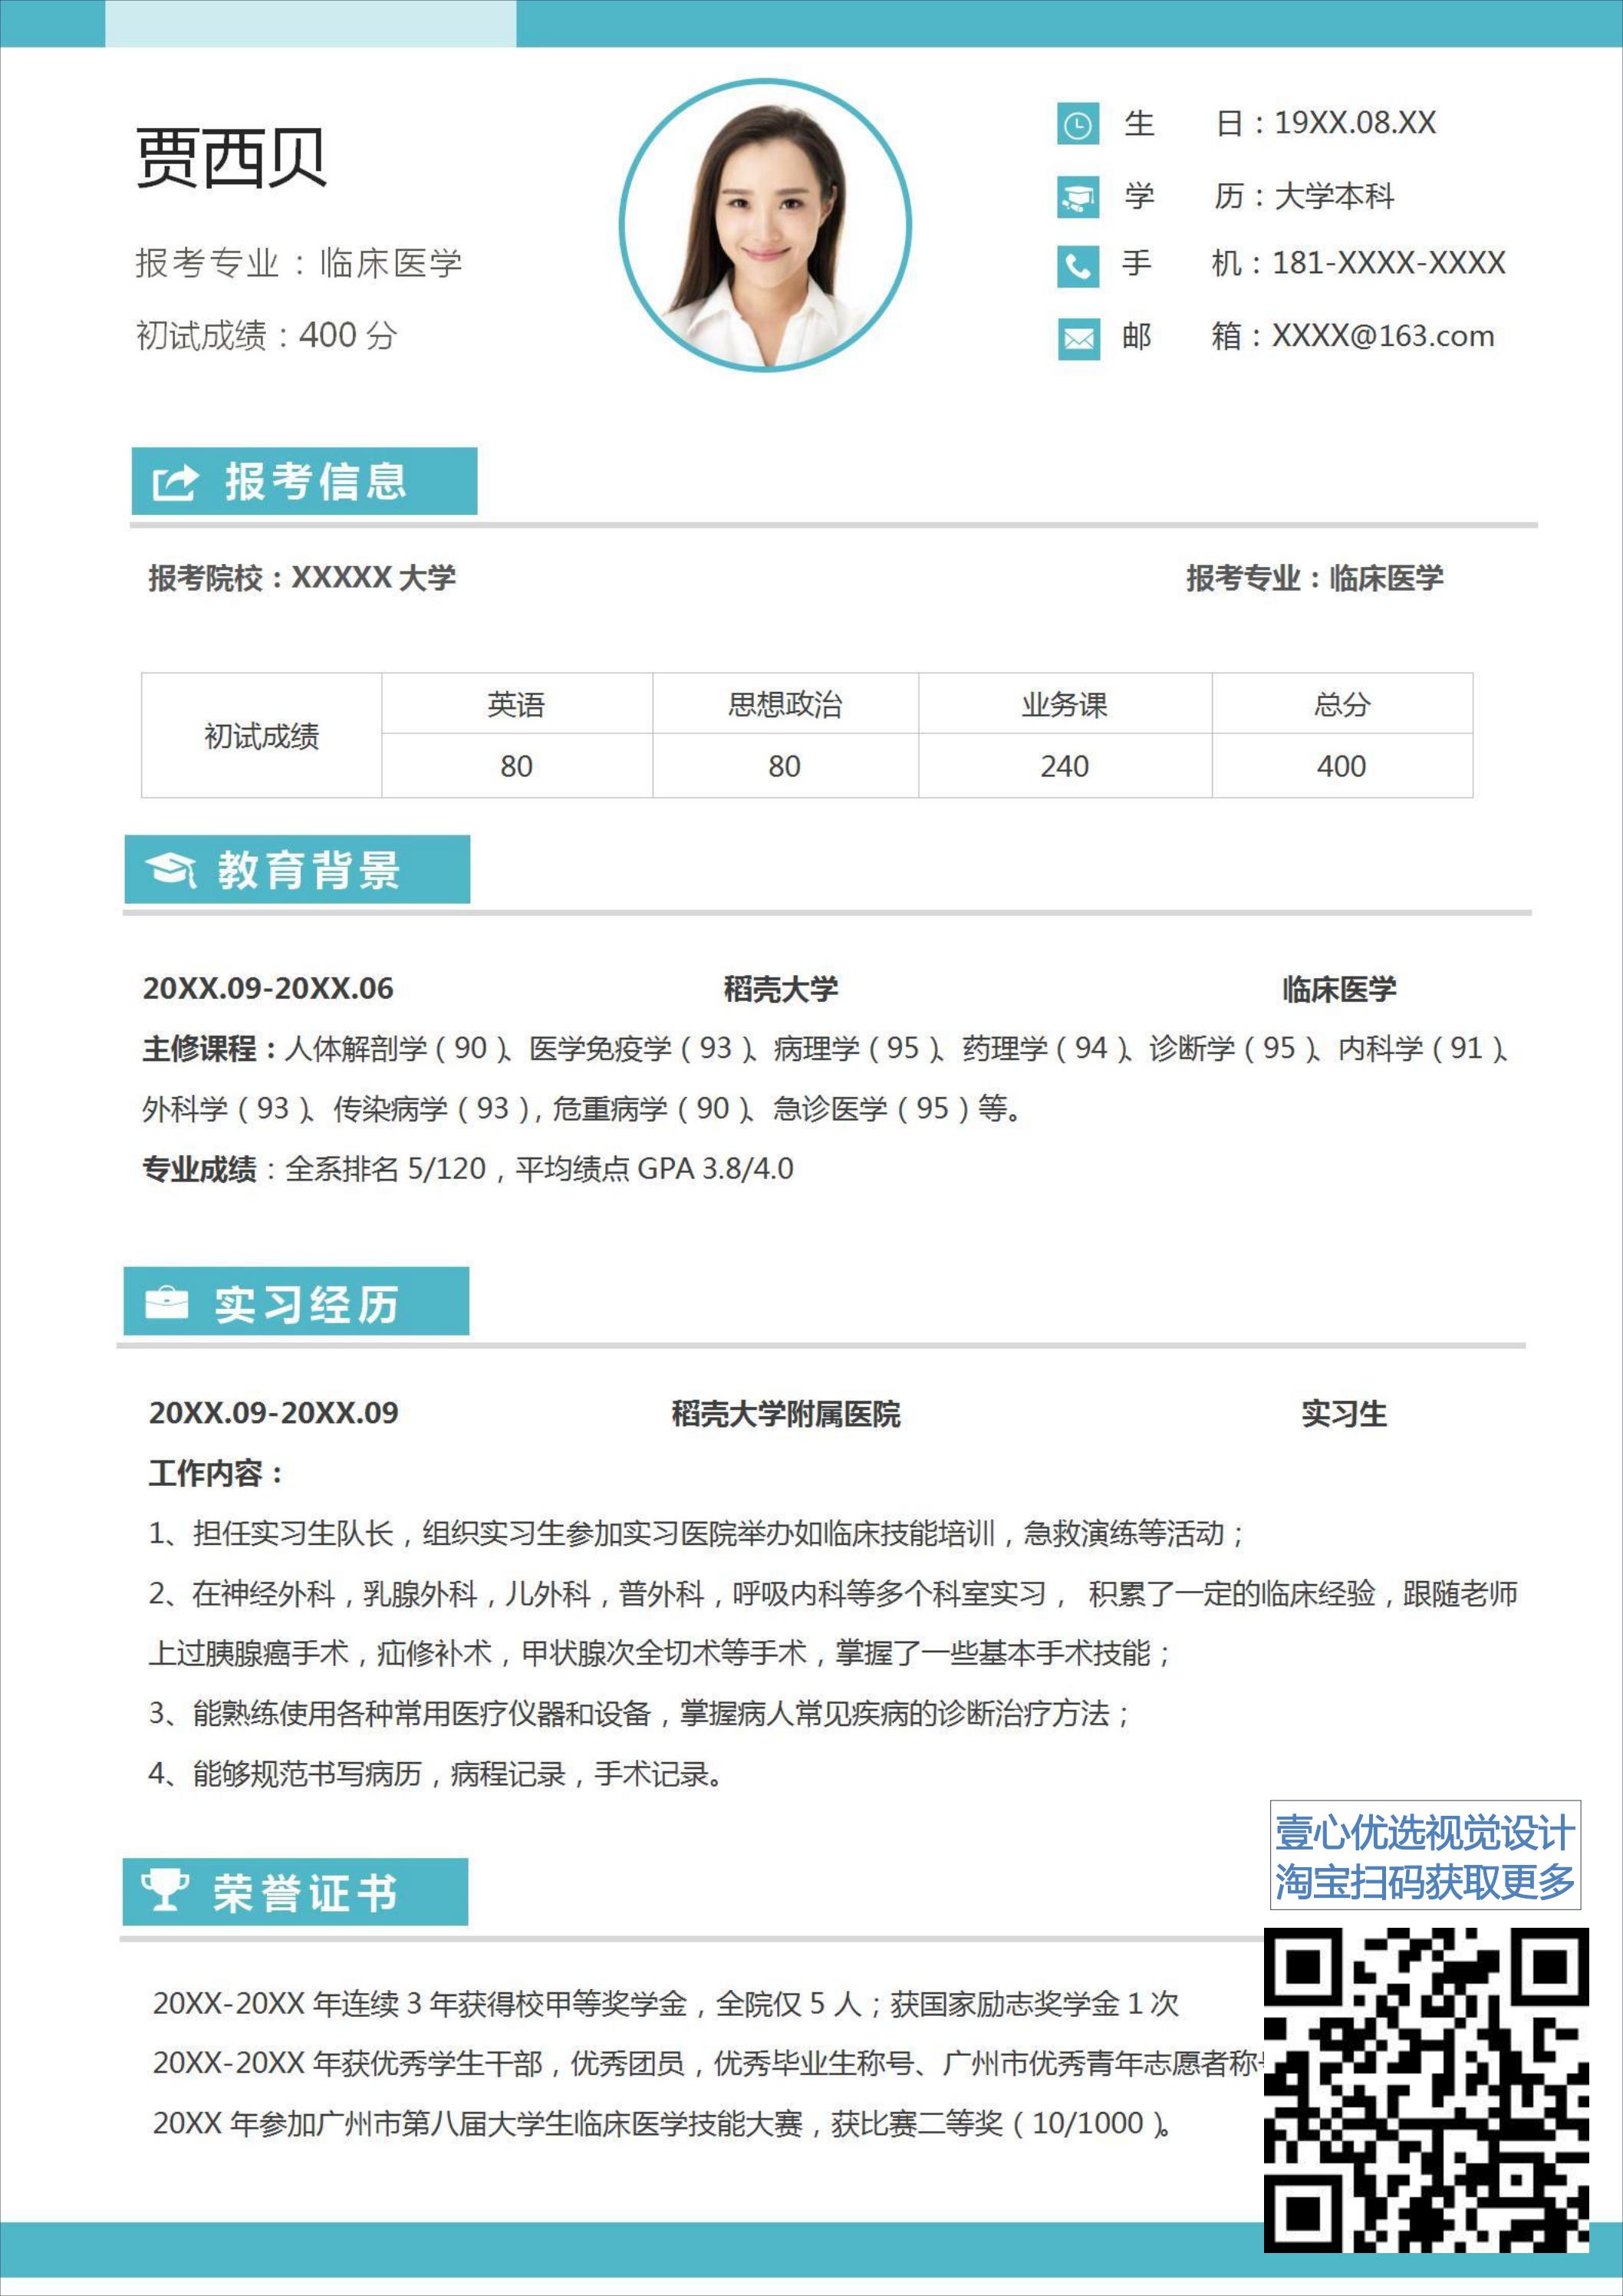 贾西贝
报考专业：临床医学
初试成绩：400 分
生 日：19XX.08.XX
学 历：大学本科
手 机：181-XXXX-XXXX
邮 箱：XXXX@163.com
报考信息
报考院校：XXXXX 大学 报考专业：临床医学
初试成绩 英语 思想政治 业务课 总分
80 80 240 400
教育背景
20XX.09-20XX.06 稻壳大学 临床医学
主修课程：人体解剖学（90）、医学免疫学（93）、病理学（95）、药理学（94）、诊断学（95）、内科学（91）、
外科学（93）、传染病学（93），危重病学（90）、急诊医学（95）等。
专业成绩：全系排名 5/120，平均绩点 GPA 3.8/4.0
实习经历
20XX.09-20XX.09 稻壳大学附属医院 实习生
工作内容：
1、担任实习生队长，组织实习生参加实习医院举办如临床技能培训，急救演练等活动；
2、在神经外科，乳腺外科，儿外科，普外科，呼吸内科等多个科室实习， 积累了一定的临床经验，跟随老师
上过胰腺癌手术，疝修补术，甲状腺次全切术等手术，掌握了一些基本手术技能；
3、能熟练使用各种常用医疗仪器和设备，掌握病人常见疾病的诊断治疗方法；
4、能够规范书写病历，病程记录，手术记录。
壹心优选视觉设计
淘宝扫码获取更多
荣誉证书
20XX-20XX 年连续 3 年获得校甲等奖学金，全院仅 5 人；获国家励志奖学金 1 次
20XX-20XX 年获优秀学生干部，优秀团员，优秀毕业生称号、广州市优秀青年志愿者称
20XX 年参加广州市第八届大学生临床医学技能大赛，获比赛二等奖（10/1000）。